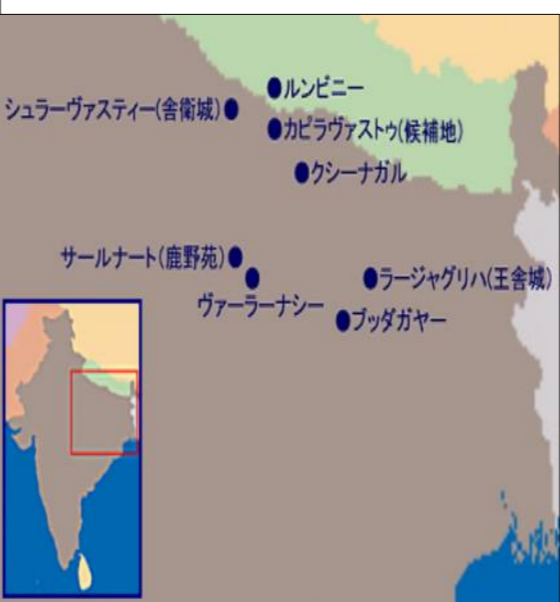 ルンビニー
シュラーヴァスティー(舎衛城)
カピラヴァストゥ(候補地)
クシーナガル
サールナート(鹿野苑)
ラージャグリハ(王舎城)
ヴァーラーナシー
ブッダガヤー